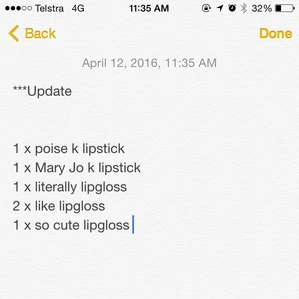 Telstra 4G 11:35 AM 32%
Back Done
April 12, 2016, 11:35 AM
***Update
1 x poise k lipstick
1 x Mary Jo k lipstick
1 x literally lipgloss
2 x like lipgloss
1 x so cute lipgloss